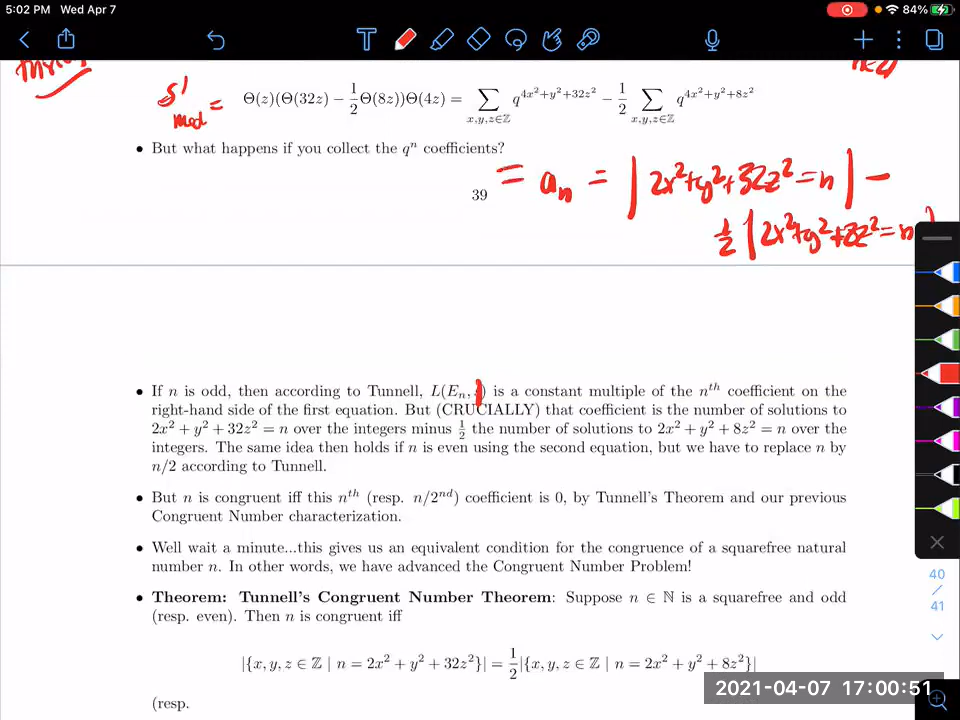 5:02 PM Wed Apr 7
84%
S'
mod =
Θ(z)(Θ(32z) − 1/2 Θ(8z))Θ(4z) = ∑_{x,y,z∈ℤ} q^{4x²+y²+32z²} − 1/2 ∑_{x,y,z∈ℤ} q^{4x²+y²+8z²}
• But what happens if you collect the qⁿ coefficients?
= aₙ = |2x²+y²+32z²=n| −
1/2 |2x²+y²+8z²=n|
39
• If n is odd, then according to Tunnell, L(Eₙ, 1) is a constant multiple of the nᵗʰ coefficient on the
right-hand side of the first equation. But (CRUCIALLY) that coefficient is the number of solutions to
2x² + y² + 32z² = n over the integers minus 1/2 the number of solutions to 2x² + y² + 8z² = n over the
integers. The same idea then holds if n is even using the second equation, but we have to replace n by
n/2 according to Tunnell.
• But n is congruent iff this nᵗʰ (resp. n/2ⁿᵈ) coefficient is 0, by Tunnell's Theorem and our previous
Congruent Number characterization.
• Well wait a minute...this gives us an equivalent condition for the congruence of a squarefree natural
number n. In other words, we have advanced the Congruent Number Problem!
• Theorem: Tunnell's Congruent Number Theorem: Suppose n ∈ ℕ is a squarefree and odd
(resp. even). Then n is congruent iff
|{x, y, z ∈ ℤ | n = 2x² + y² + 32z²}| = 1/2 |{x, y, z ∈ ℤ | n = 2x² + y² + 8z²}|
(resp.
40
/
41
2021-04-07 17:00:51